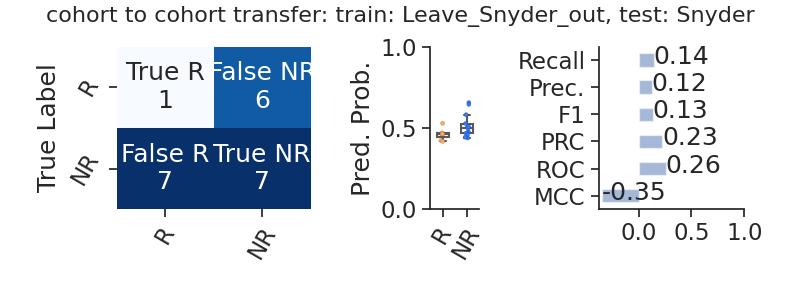 cohort to cohort transfer: train: Leave_Snyder_out, test: Snyder
True Label
R
NR
True R
1
False NR
6
False R
7
True NR
7
R
NR
Pred. Prob.
1.0
0.5
0.0
R
NR
Recall
0.14
Prec.
0.12
F1
0.13
PRC
0.23
ROC
0.26
MCC
-0.35
0.0
0.5
1.0